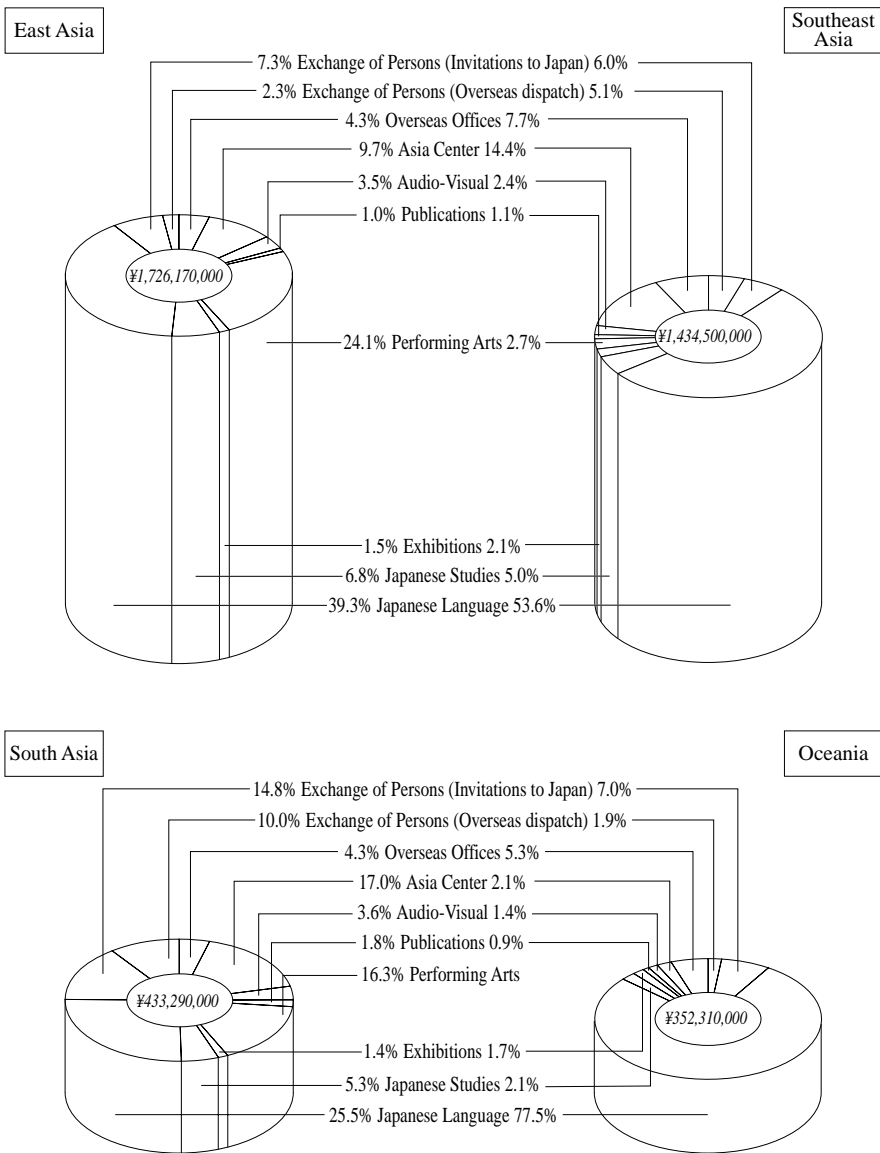 East Asia
Southeast
Asia
7.3% Exchange of Persons (Invitations to Japan) 6.0%
2.3% Exchange of Persons (Overseas dispatch) 5.1%
4.3% Overseas Offices 7.7%
9.7% Asia Center 14.4%
3.5% Audio-Visual 2.4%
1.0% Publications 1.1%
¥1,726,170,000
¥1,434,500,000
24.1% Performing Arts 2.7%
1.5% Exhibitions 2.1%
6.8% Japanese Studies 5.0%
39.3% Japanese Language 53.6%
South Asia
Oceania
14.8% Exchange of Persons (Invitations to Japan) 7.0%
10.0% Exchange of Persons (Overseas dispatch) 1.9%
4.3% Overseas Offices 5.3%
17.0% Asia Center 2.1%
3.6% Audio-Visual 1.4%
1.8% Publications 0.9%
16.3% Performing Arts
¥433,290,000
¥352,310,000
1.4% Exhibitions 1.7%
5.3% Japanese Studies 2.1%
25.5% Japanese Language 77.5%